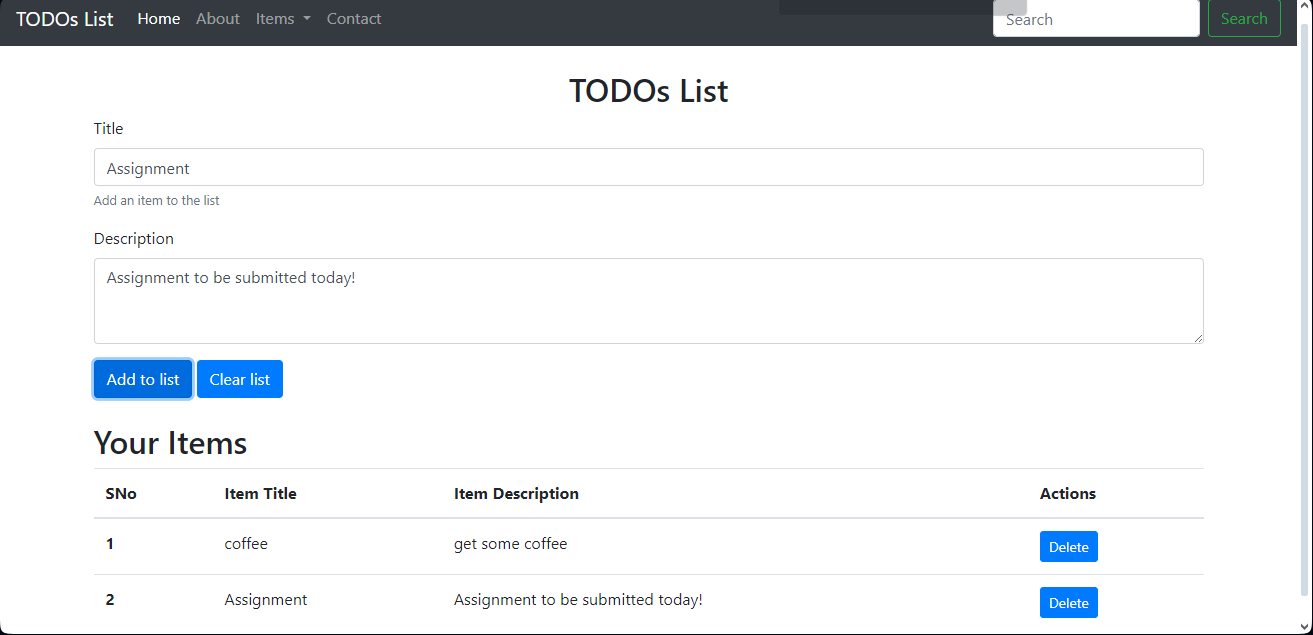 TODOs List Home About Items Contact Search Search
TODOs List
Title
Assignment
Add an item to the list
Description
Assignment to be submitted today!
Add to list Clear list
Your Items
SNo Item Title Item Description Actions
1 coffee get some coffee Delete
2 Assignment Assignment to be submitted today! Delete